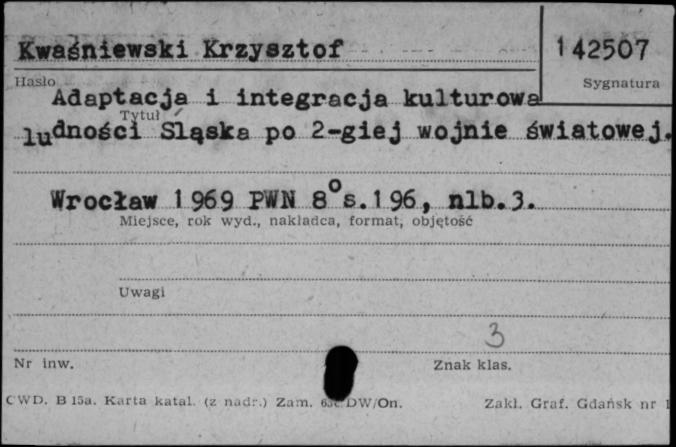 Kwaśniewski Krzysztof 142507
Hasło Sygnatura
Adaptacja i integracja kulturowa
Tytuł
ludności Śląska po 2-giej wojnie światowej.
Wrocław 1969 PWN 8° s.196, nlb.3.
Miejsce, rok wyd., nakładca, format, objętość
Uwagi
3
Nr inw. Znak klas.
CWD. B 15a. Karta katal. (z nadr.) Zam. DW/On. Zakł. Graf. Gdańsk nr 1